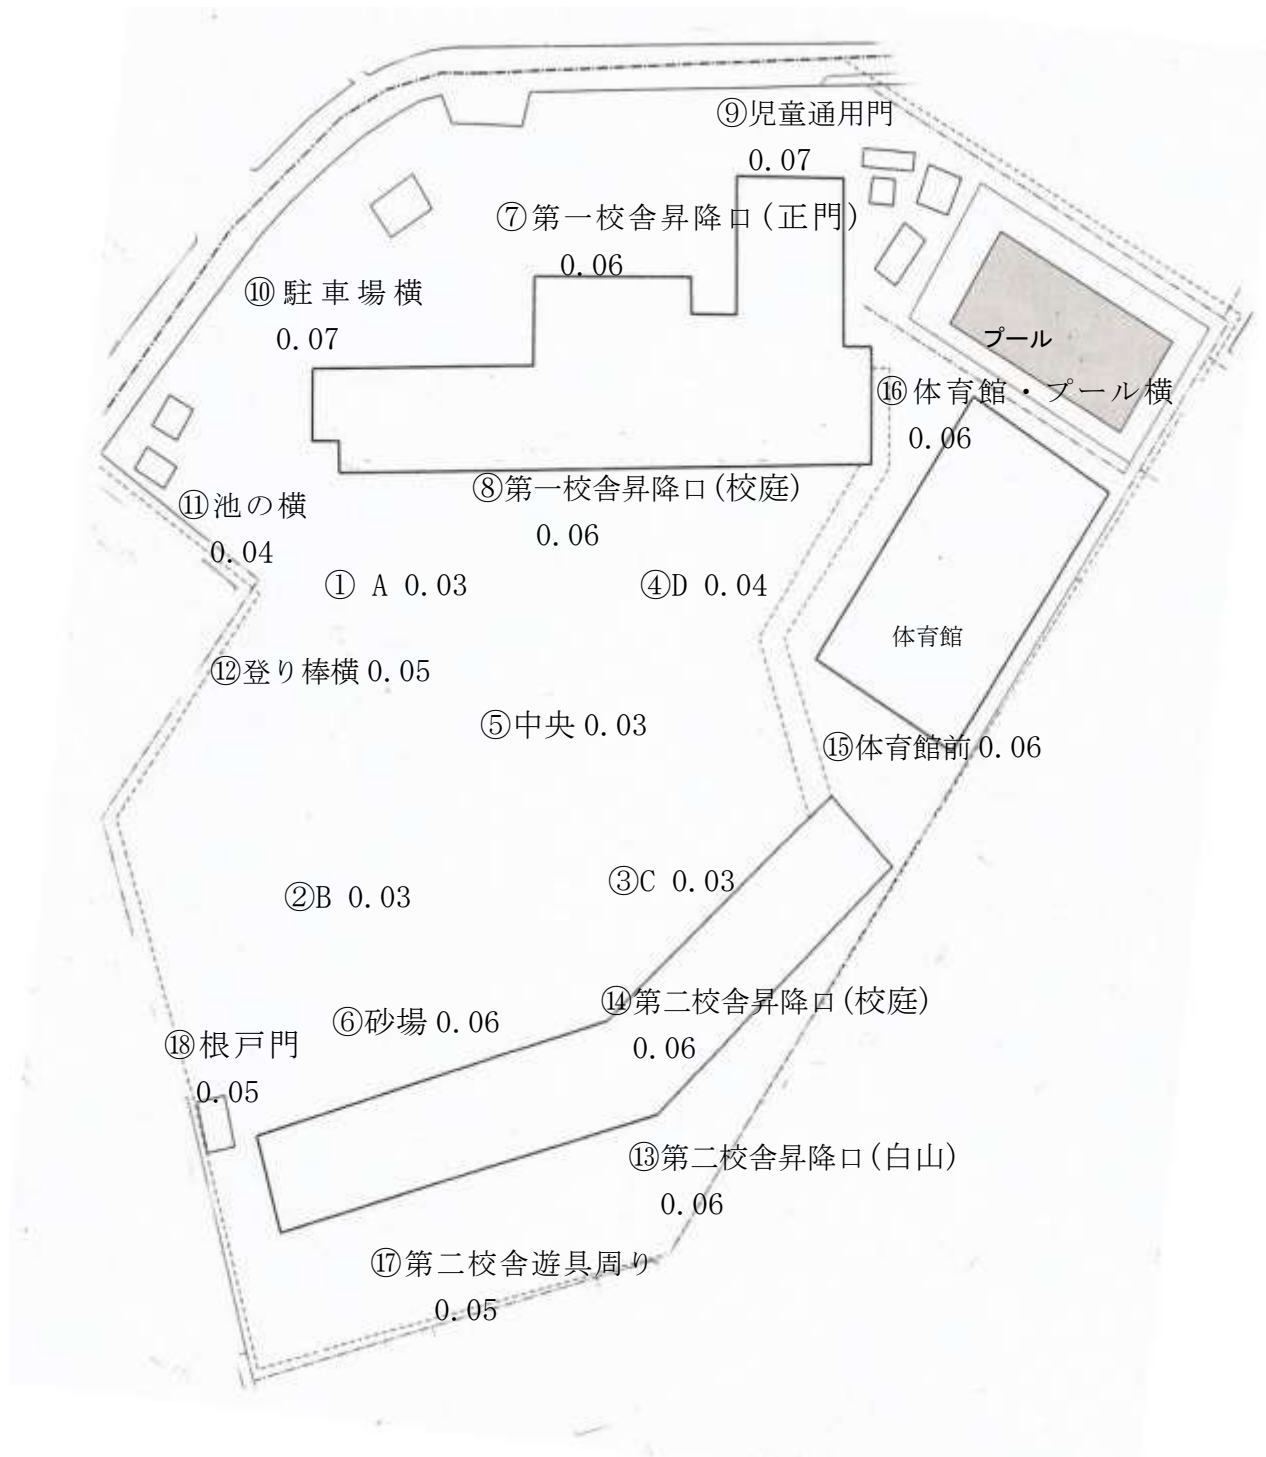 ⑨児童通用門
0.07
⑦第一校舎昇降口(正門)
0.06
⑩駐車場横
0.07
プール
⑯体育館・プール横
0.06
⑧第一校舎昇降口(校庭)
0.06
⑪池の横
0.04
① A 0.03
④D 0.04
体育館
⑫登り棒横 0.05
⑤中央 0.03
⑮体育館前 0.06
②B 0.03
③C 0.03
⑥砂場 0.06
⑭第二校舎昇降口(校庭)
0.06
⑱根戸門
0.05
⑬第二校舎昇降口(白山)
0.06
⑰第二校舎遊具周り
0.05